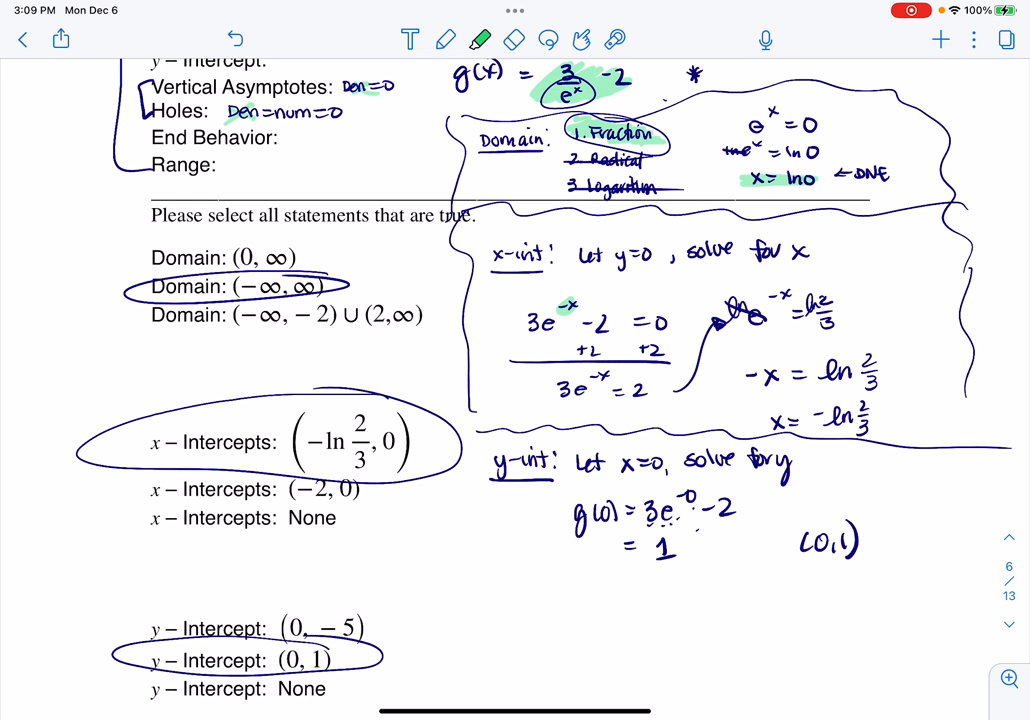 3:09 PM Mon Dec 6
100%
y – Intercept:
Vertical Asymptotes: Den=0
Holes: Den=num=0
End Behavior:
Range:
g(x) = 3/e^x -2 *
Domain: 1. Fraction
2. Radical
3. Logarithm
e^x = 0
ln e^x = ln 0
x = ln 0 ← DNE
Please select all statements that are true.
Domain: (0, ∞)
Domain: (−∞, ∞)
Domain: (−∞, − 2) ∪ (2,∞)
x-int: Let y=0, solve for x
3e^-x -2 = 0
+2 +2
3e^-x = 2
ln e^-x = ln 2/3
-x = ln 2/3
x = -ln 2/3
x – Intercepts: (−ln 2/3, 0)
x – Intercepts: (−2, 0)
x – Intercepts: None
y-int: Let x=0, solve for y
g(0) = 3e^-0 -2
= 1 (0,1)
y – Intercept: (0, − 5)
y – Intercept: (0, 1)
y – Intercept: None
6
/
13